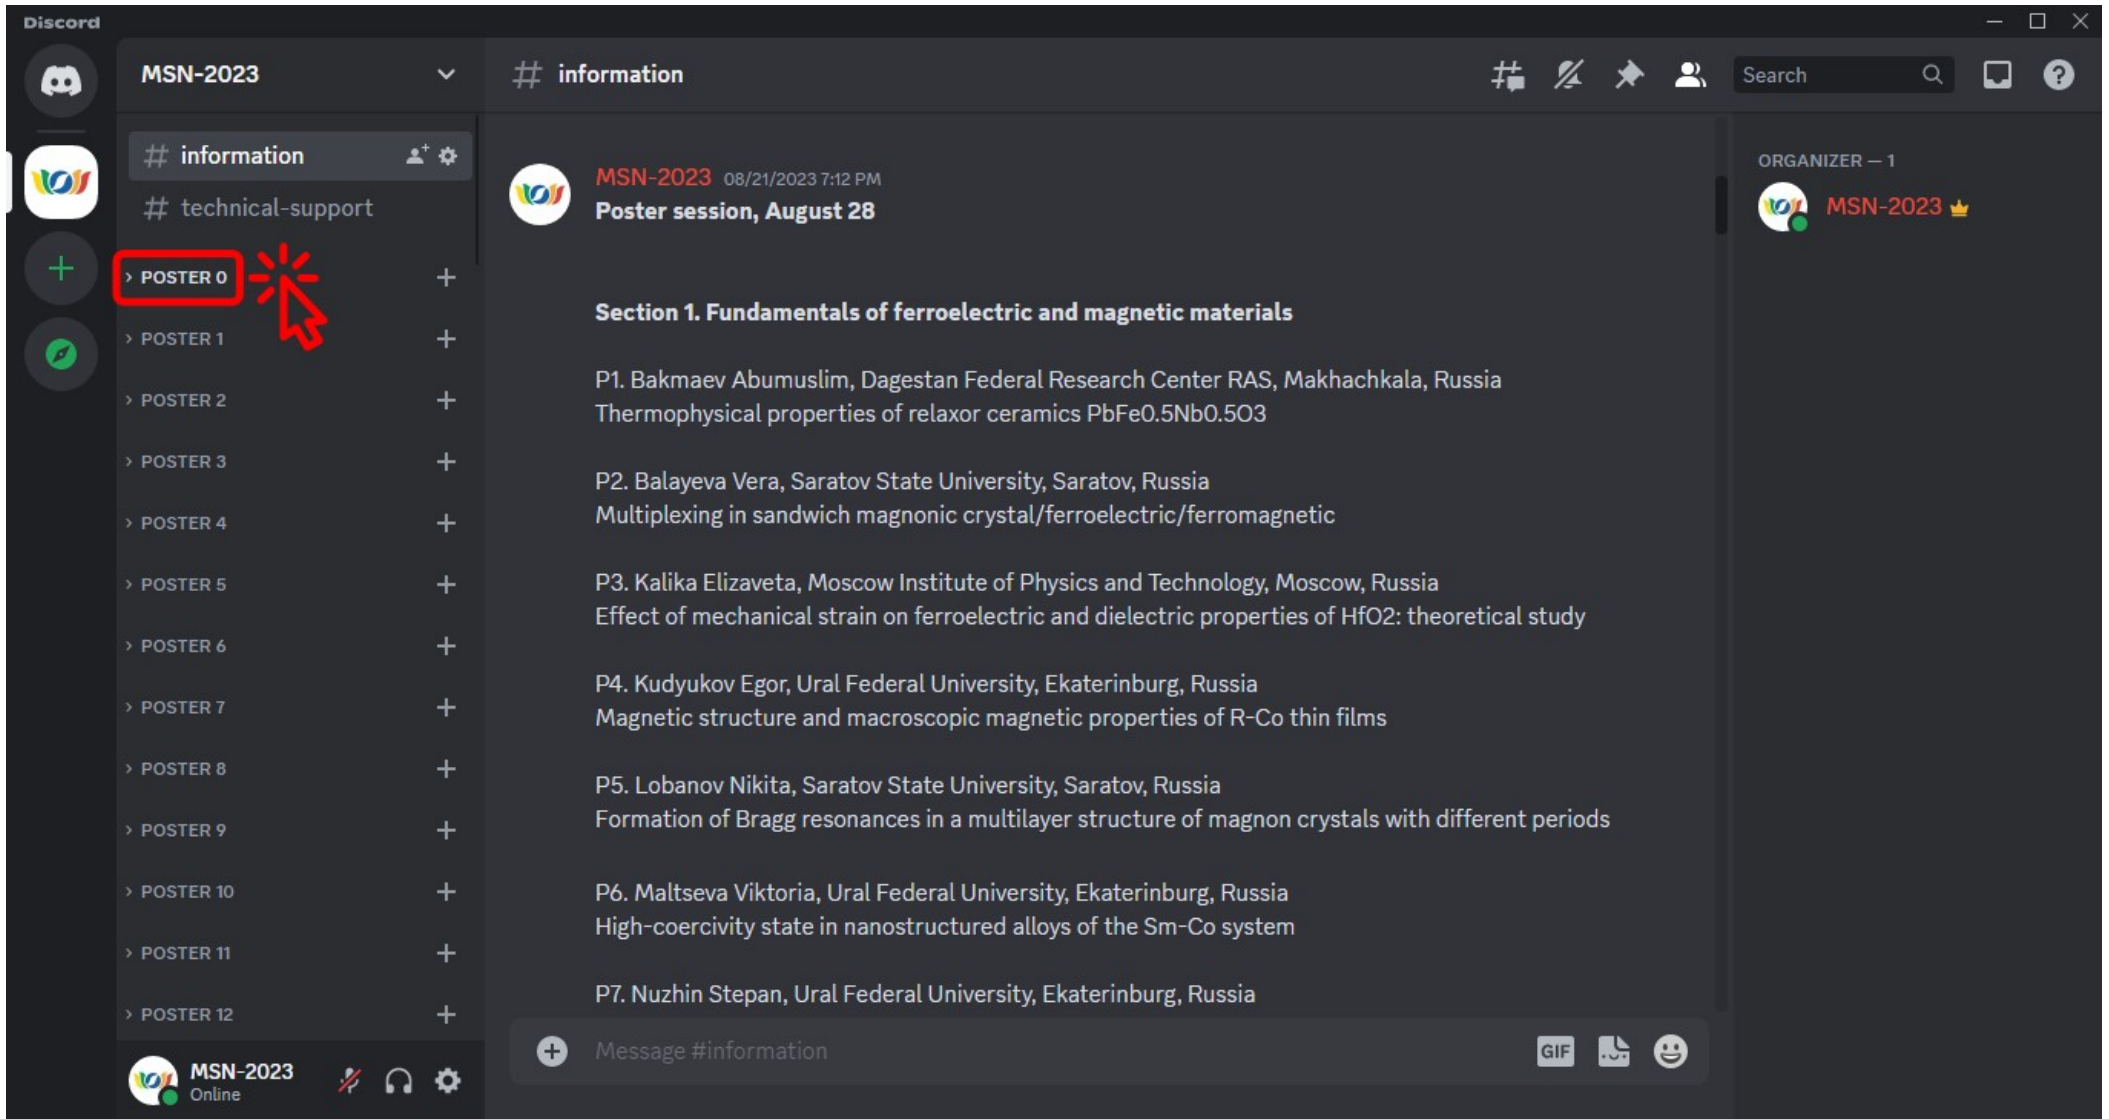 Discord
MSN-2023
information
technical-support
POSTER 0
POSTER 1
POSTER 2
POSTER 3
POSTER 4
POSTER 5
POSTER 6
POSTER 7
POSTER 8
POSTER 9
POSTER 10
POSTER 11
POSTER 12
MSN-2023
Online
# information
Search
MSN-2023 08/21/2023 7:12 PM
Poster session, August 28
Section 1. Fundamentals of ferroelectric and magnetic materials
P1. Bakmaev Abumuslim, Dagestan Federal Research Center RAS, Makhachkala, Russia
Thermophysical properties of relaxor ceramics PbFe0.5Nb0.5O3
P2. Balayeva Vera, Saratov State University, Saratov, Russia
Multiplexing in sandwich magnonic crystal/ferroelectric/ferromagnetic
P3. Kalika Elizaveta, Moscow Institute of Physics and Technology, Moscow, Russia
Effect of mechanical strain on ferroelectric and dielectric properties of HfO2: theoretical study
P4. Kudyukov Egor, Ural Federal University, Ekaterinburg, Russia
Magnetic structure and macroscopic magnetic properties of R-Co thin films
P5. Lobanov Nikita, Saratov State University, Saratov, Russia
Formation of Bragg resonances in a multilayer structure of magnon crystals with different periods
P6. Maltseva Viktoria, Ural Federal University, Ekaterinburg, Russia
High-coercivity state in nanostructured alloys of the Sm-Co system
P7. Nuzhin Stepan, Ural Federal University, Ekaterinburg, Russia
Message #information
GIF
ORGANIZER — 1
MSN-2023